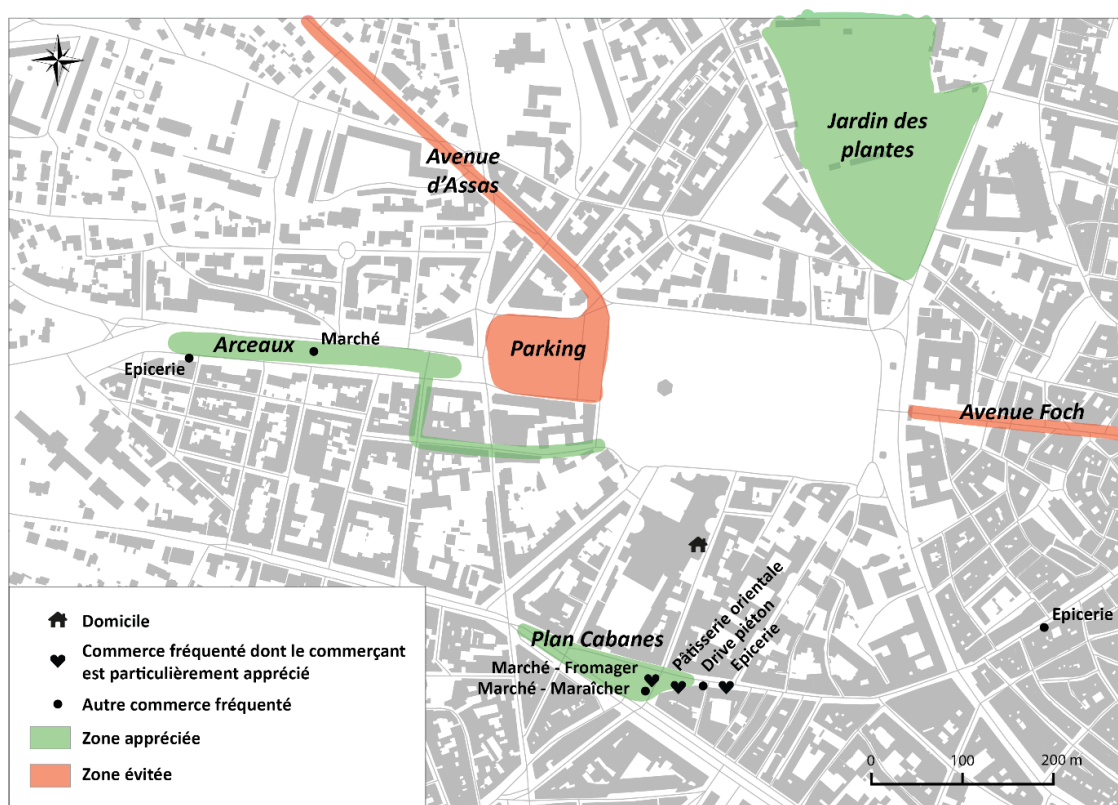 Jardin des
plantes
Avenue
d'Assas
Marché
Arceaux
Parking
Epicerie
Avenue Foch
Pâtisserie orientale
Drive piéton
Epicerie
Epicerie
Plan Cabanes
Marché - Fromager
Marché - Maraîcher
Domicile
Commerce fréquenté dont le commerçant
est particulièrement apprécié
Autre commerce fréquenté
Zone appréciée
Zone évitée
0 100 200 m